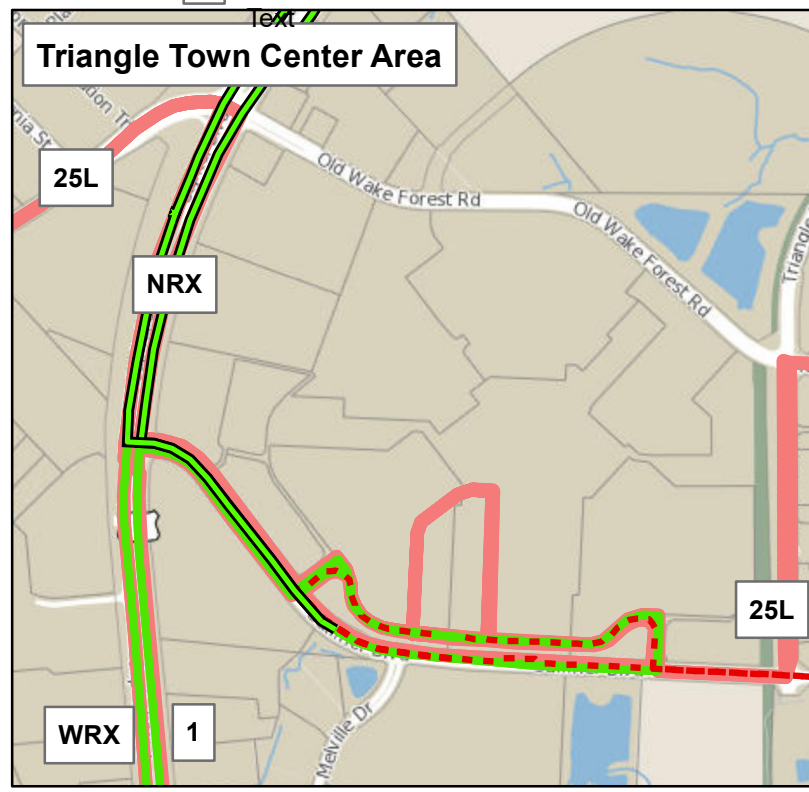 Text
Triangle Town Center Area
25L
Old Wake Forest Rd
Old Wake Forest Rd
Triangle
NRX
25L
WRX
1
Melville Dr